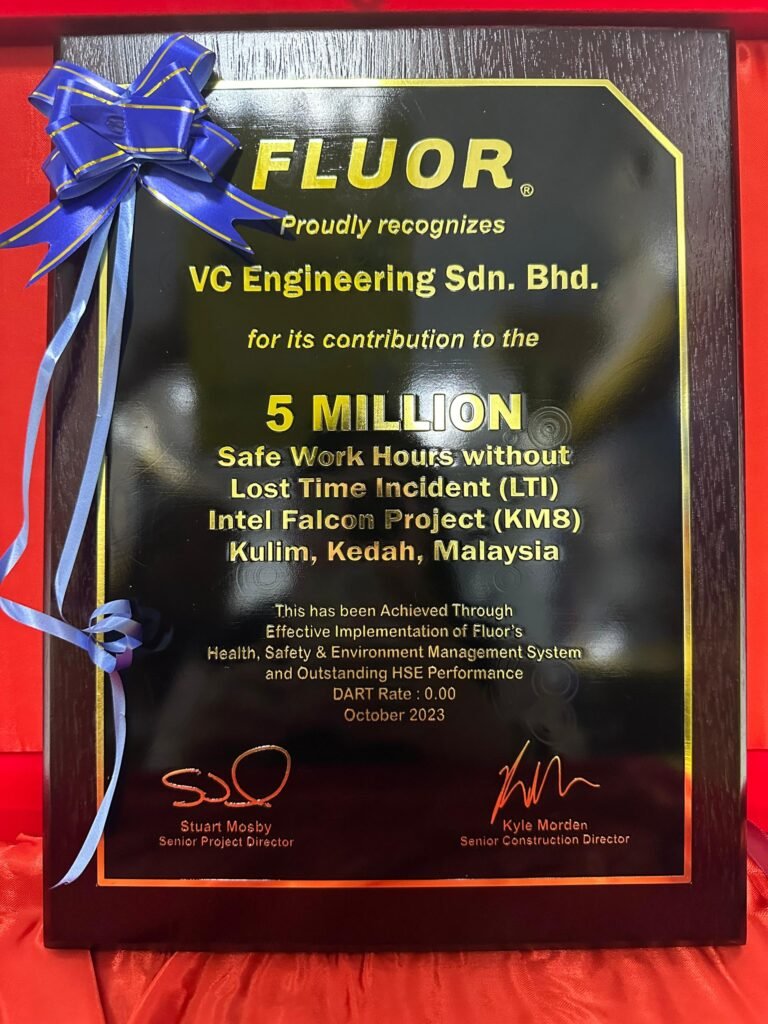 FLUOR®
Proudly recognizes
VC Engineering Sdn. Bhd.
for its contribution to the
5 MILLION
Safe Work Hours without
Lost Time Incident (LTI)
Intel Falcon Project (KM8)
Kulim, Kedah, Malaysia
This has been Achieved Through
Effective Implementation of Fluor's
Health, Safety & Environment Management System
and Outstanding HSE Performance
DART Rate : 0.00
October 2023
Stuart Mosby
Senior Project Director
Kyle Morden
Senior Construction Director